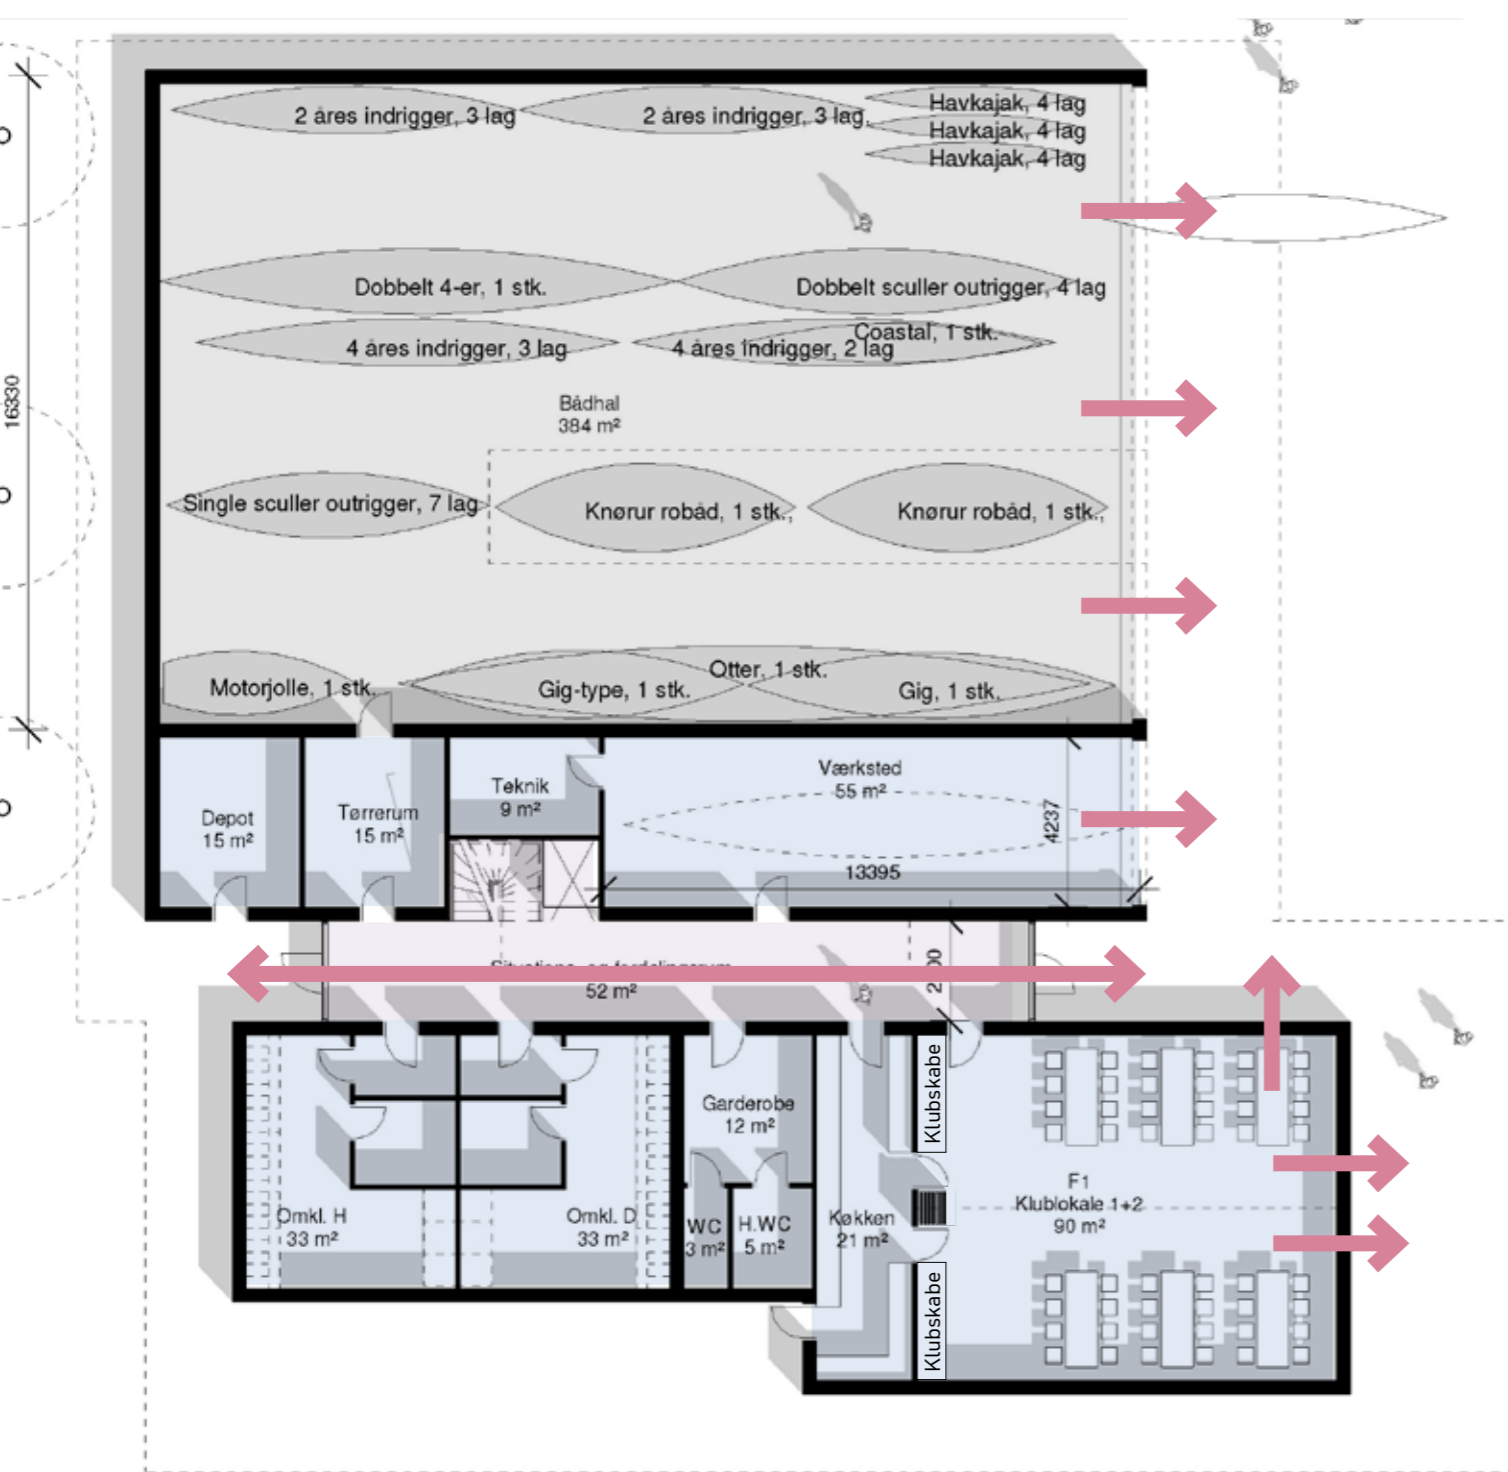 2 åres indrigger, 3 lag
2 åres indrigger, 3 lag,
Havkajak, 4 lag
Havkajak, 4 lag
Havkajak, 4 lag
Dobbelt 4-er, 1 stk.
Dobbelt sculler outrigger, 4 lag
Coastal, 1 stk.
4 åres indrigger, 3 lag
4 åres indrigger, 2 lag
16330
Bådhal
384 m²
Single sculler outrigger, 7 lag
Knørur robåd, 1 stk.,
Knørur robåd, 1 stk.,
Motorjolle, 1 stk.
Otter, 1 stk.
Gig-type, 1 stk.
Gig, 1 stk.
Depot
15 m²
Tørrerum
15 m²
Teknik
9 m²
Værksted
55 m²
4237
13395
52 m²
Klubskabe
Garderobe
12 m²
Omkl. H
33 m²
Omkl. D
33 m²
WC
3 m²
H.WC
5 m²
Køkken
21 m²
F1
Klublokale 1+2
90 m²
Klubskabe